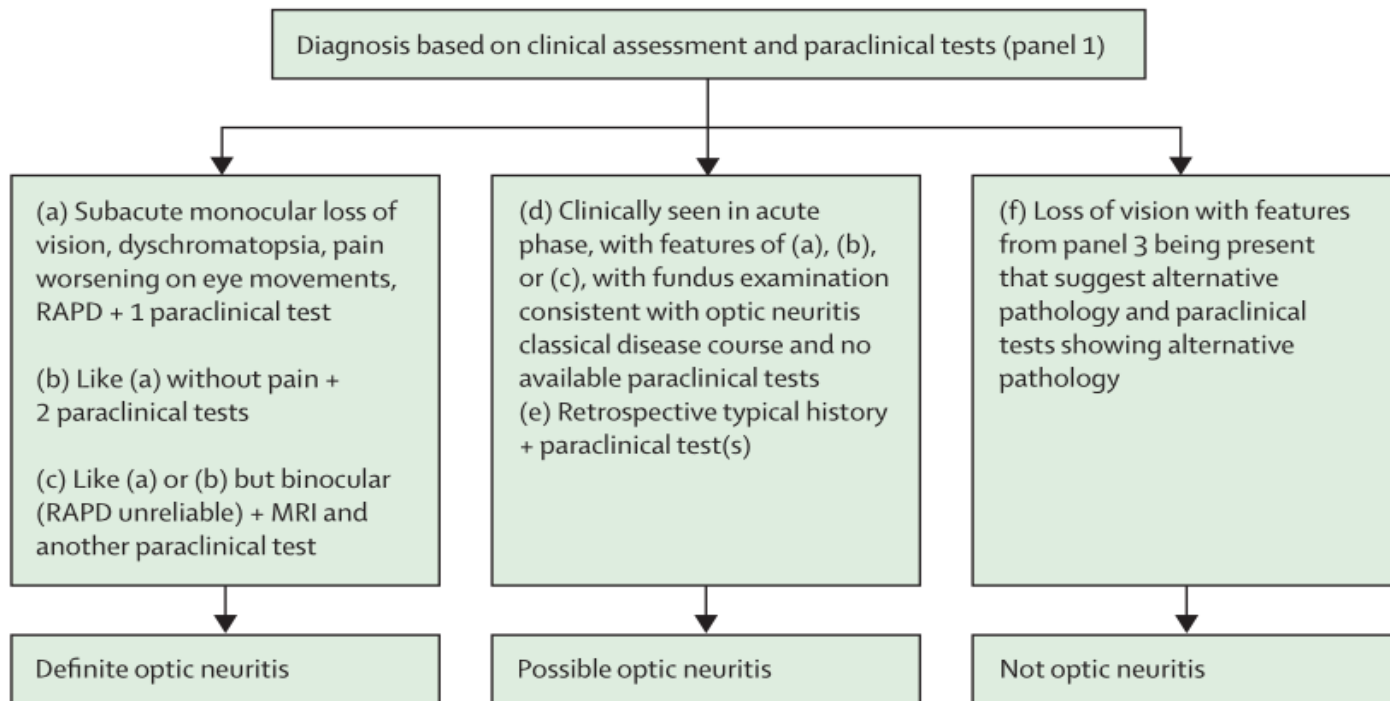 Diagnosis based on clinical assessment and paraclinical tests (panel 1)
(a) Subacute monocular loss of
vision, dyschromatopsia, pain
worsening on eye movements,
RAPD + 1 paraclinical test
(b) Like (a) without pain +
2 paraclinical tests
(c) Like (a) or (b) but binocular
(RAPD unreliable) + MRI and
another paraclinical test
(d) Clinically seen in acute
phase, with features of (a), (b),
or (c), with fundus examination
consistent with optic neuritis
classical disease course and no
available paraclinical tests
(e) Retrospective typical history
+ paraclinical test(s)
(f) Loss of vision with features
from panel 3 being present
that suggest alternative
pathology and paraclinical
tests showing alternative
pathology
Definite optic neuritis
Possible optic neuritis
Not optic neuritis